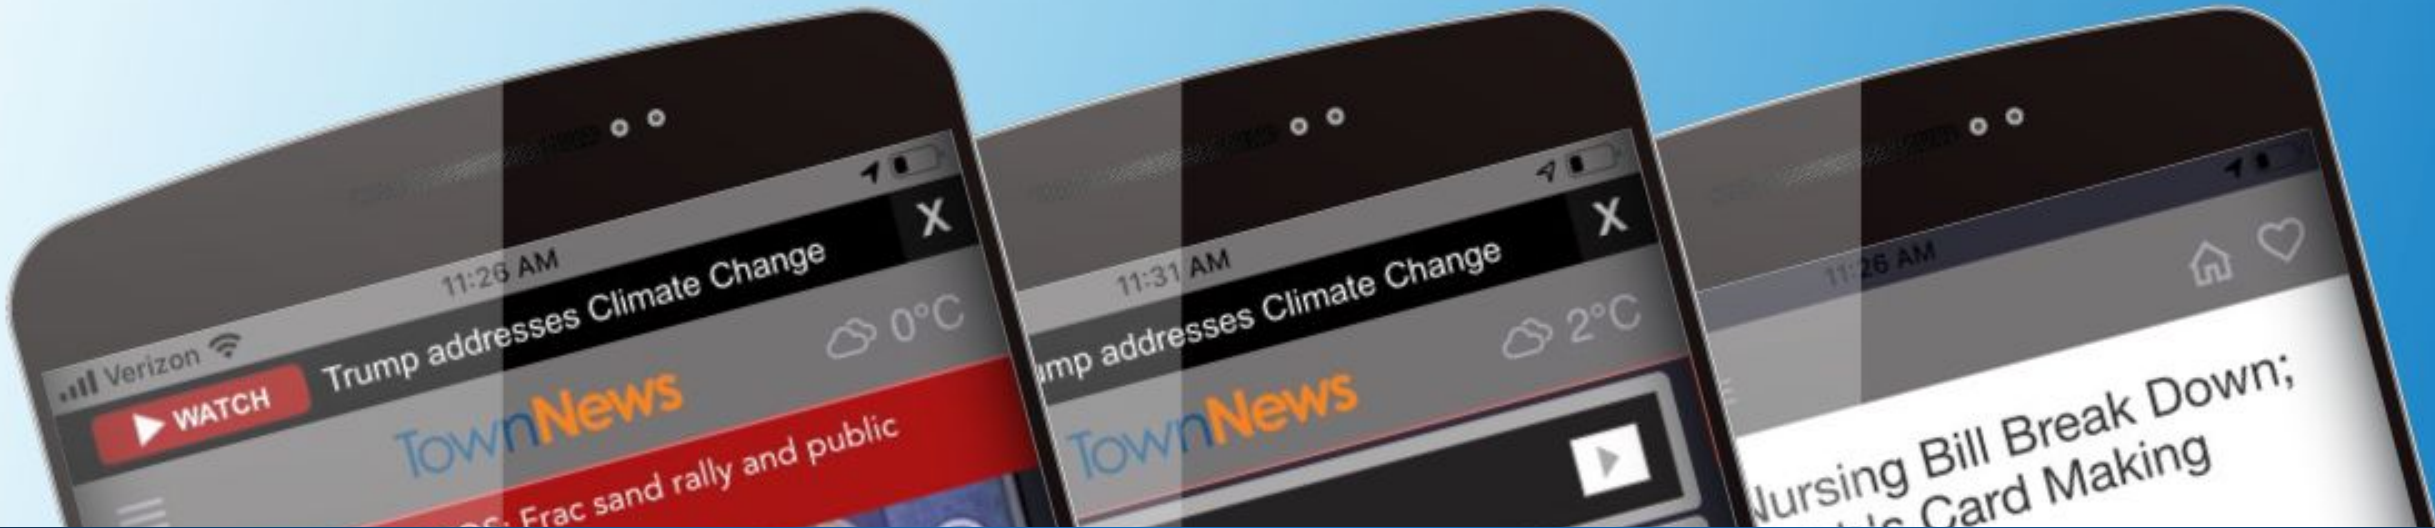 Verizon
11:26 AM
WATCH
Trump addresses Climate Change
X
TownNews
0°C
Frac sand rally and public
11:31 AM
addresses Climate Change
X
TownNews
2°C
11:26 AM
Nursing Bill Break Down;
Card Making